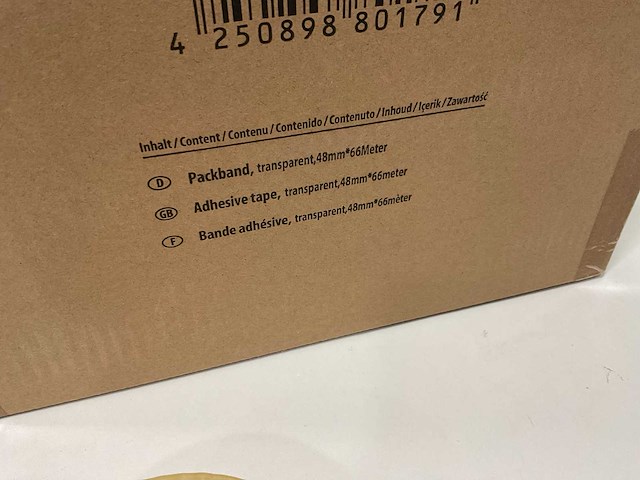 4 250898 801791
Inhalt / Content / Contenu / Contenido / Contenuto / Inhoud / Içerik / Zawartość
D Packband, transparent,48mm*66Meter
GB Adhesive tape, transparent,48mm*66meter
F Bande adhésive, transparent,48mm*66mèter